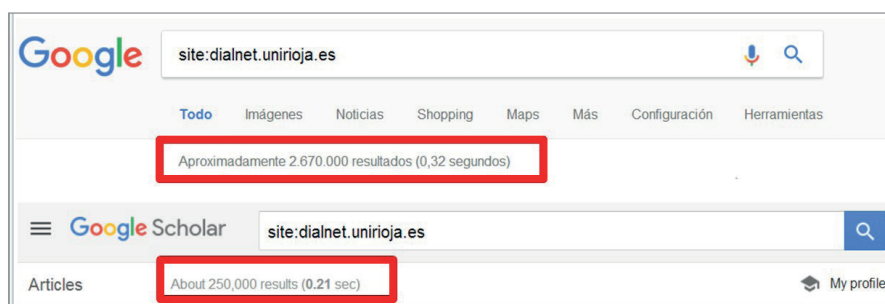 Google
site:dialnet.unirioja.es
Todo Imágenes Noticias Shopping Maps Más Configuración Herramientas
Aproximadamente 2.670.000 resultados (0,32 segundos)
Google Scholar
site:dialnet.unirioja.es
Articles
About 250,000 results (0.21 sec)
My profile